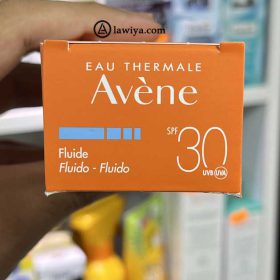 lawiya.com
EAU THERMALE
Avène
Fluide
Fluido - Fluido
SPF 30
UVB UVA